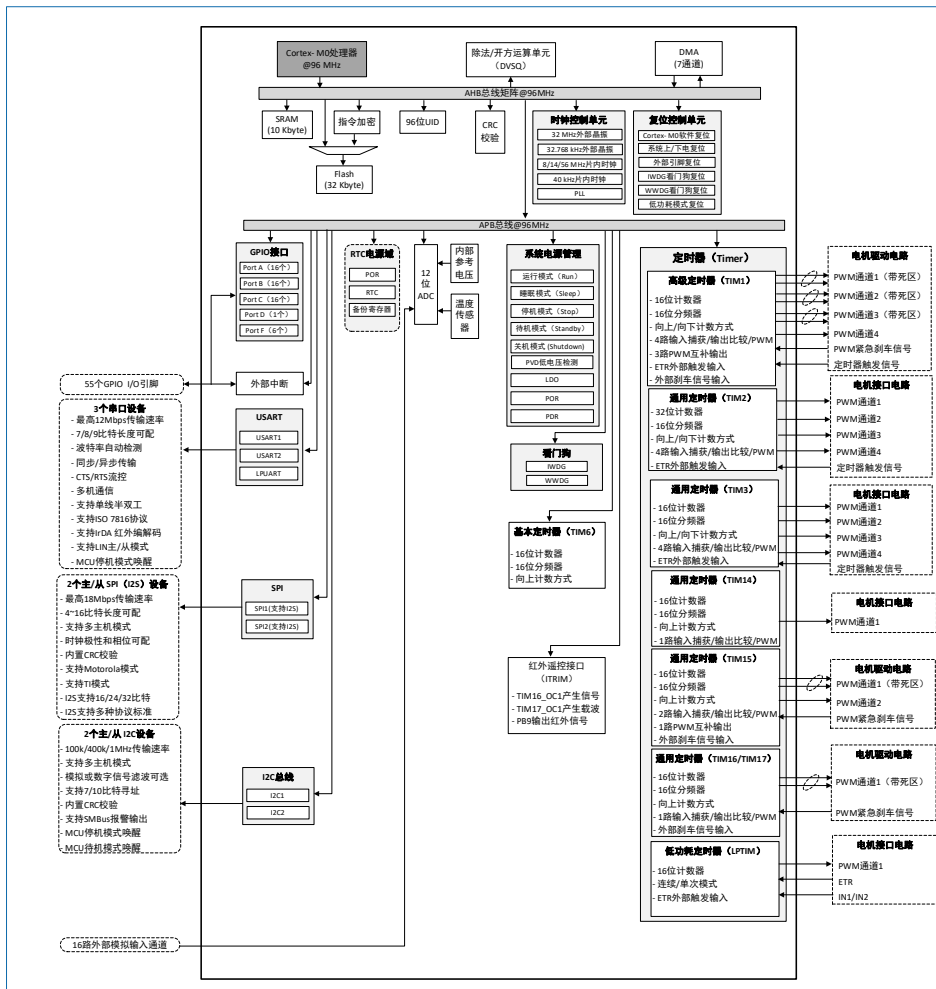 Cortex- M0处理器
@96 MHz
除法/开方运算单元
（DVSQ）
DMA
(7通道)
AHB总线矩阵@96MHz
SRAM
(10 Kbyte)
指令加密
96位UID
CRC
校验
Flash
(32 Kbyte)
时钟控制单元
32 MHz外部晶振
32.768 kHz外部晶振
8/14/56 MHz片内时钟
40 kHz片内时钟
PLL
复位控制单元
Cortex- M0软件复位
系统上/下电复位
外部引脚复位
IWDG看门狗复位
WWDG看门狗复位
低功耗模式复位
APB总线@96MHz
GPIO接口
Port A（16个）
Port B（16个）
Port C（16个）
Port D（1个）
Port F（6个）
RTC电源域
POR
RTC
备份寄存器
12
位
ADC
内部
参考
电压
温度
传感
器
系统电源管理
运行模式（Run）
睡眠模式（Sleep）
停机模式（Stop）
待机模式（Standby）
关机模式 (Shutdown)
PVD低电压检测
LDO
POR
PDR
看门狗
IWDG
WWDG
基本定时器（TIM6）
- 16位计数器
- 16位分频器
- 向上计数方式
红外遥控接口
（ITRIM）
- TIM16_OC1产生信号
- TIM17_OC1产生载波
- PB9输出红外信号
55个GPIO I/O引脚
外部中断
3个串口设备
- 最高12Mbps传输速率
- 7/8/9比特长度可配
- 波特率自动检测
- 同步/异步传输
- CTS/RTS流控
- 多机通信
- 支持单线半双工
- 支持ISO 7816协议
- 支持IrDA 红外编解码
- 支持LIN主/从模式
- MCU停机模式唤醒
USART
USART1
USART2
LPUART
2个主/从 SPI（I2S）设备
- 最高18Mbps传输速率
- 4~16比特长度可配
- 支持多主机模式
- 时钟极性和相位可配
- 内置CRC校验
- 支持Motorola模式
- 支持TI模式
- I2S支持16/24/32比特
- I2S支持多种协议标准
SPI
SPI1(支持I2S)
SPI2(支持I2S)
2个主/从 I2C设备
- 100k/400k/1MHz传输速率
- 支持多主机模式
- 模拟或数字信号滤波可选
- 支持7/10比特寻址
- 内置CRC校验
- 支持SMBus报警输出
- MCU停机模式唤醒
- MCU待机模式唤醒
I2C总线
I2C1
I2C2
16路外部模拟输入通道
定时器（Timer）
高级定时器（TIM1）
- 16位计数器
- 16位分频器
- 向上/向下计数方式
- 4路输入捕获/输出比较/PWM
- 3路PWM互补输出
- ETR外部触发输入
- 外部刹车信号输入
电机驱动电路
PWM通道1（带死区）
PWM通道2（带死区）
PWM通道3（带死区）
PWM通道4
PWM紧急刹车信号
定时器触发信号
通用定时器（TIM2）
- 32位计数器
- 16位分频器
- 向上/向下计数方式
- 4路输入捕获/输出比较/PWM
- ETR外部触发输入
电机接口电路
PWM通道1
PWM通道2
PWM通道3
PWM通道4
定时器触发信号
通用定时器（TIM3）
- 16位计数器
- 16位分频器
- 向上/向下计数方式
- 4路输入捕获/输出比较/PWM
- ETR外部触发输入
电机接口电路
PWM通道1
PWM通道2
PWM通道3
PWM通道4
定时器触发信号
通用定时器（TIM14）
- 16位计数器
- 16位分频器
- 向上计数方式
- 1路输入捕获/输出比较/PWM
电机接口电路
PWM通道1
通用定时器（TIM15）
- 16位计数器
- 16位分频器
- 向上计数方式
- 2路输入捕获/输出比较/PWM
- 1路PWM互补输出
- 外部刹车信号输入
电机驱动电路
PWM通道1（带死区）
PWM通道2
PWM紧急刹车信号
通用定时器（TIM16/TIM17）
- 16位计数器
- 16位分频器
- 向上计数方式
- 1路输入捕获/输出比较/PWM
- 外部刹车信号输入
电机驱动电路
PWM通道1（带死区）
PWM紧急刹车信号
低功耗定时器（LPTIM）
- 16位计数器
- 连续/单次模式
- ETR外部触发输入
电机接口电路
PWM通道1
ETR
IN1/IN2